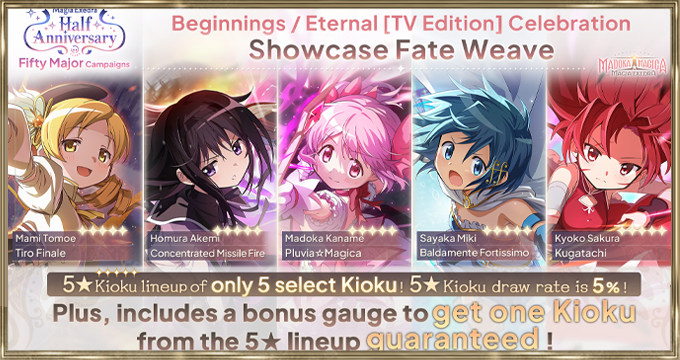 Magia Exedra
Half
Anniversary
Fifty Major Campaigns
Beginnings / Eternal [TV Edition] Celebration
Showcase Fate Weave
MADOKA MAGICA
MAGIA EXEDRA
Mami Tomoe
Tiro Finale
Homura Akemi
Concentrated Missile Fire
Madoka Kaname
Pluvia☆Magica
Sayaka Miki
Baldamente Fortissimo
Kyoko Sakura
Kugatachi
5★ Kioku lineup of only 5 select Kioku! 5★ Kioku draw rate is 5%!
Plus, includes a bonus gauge to get one Kioku
from the 5★ lineup guaranteed!